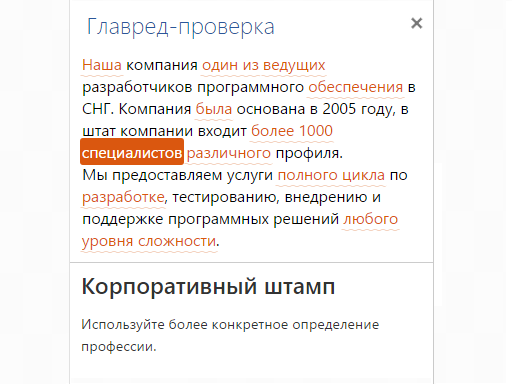 Главред-проверка
Наша компания один из ведущих
разработчиков программного обеспечения в
СНГ. Компания была основана в 2005 году, в
штат компании входит более 1000
специалистов различного профиля.
Мы предоставляем услуги полного цикла по
разработке, тестированию, внедрению и
поддержке программных решений любого
уровня сложности.
Корпоративный штамп
Используйте более конкретное определение
профессии.